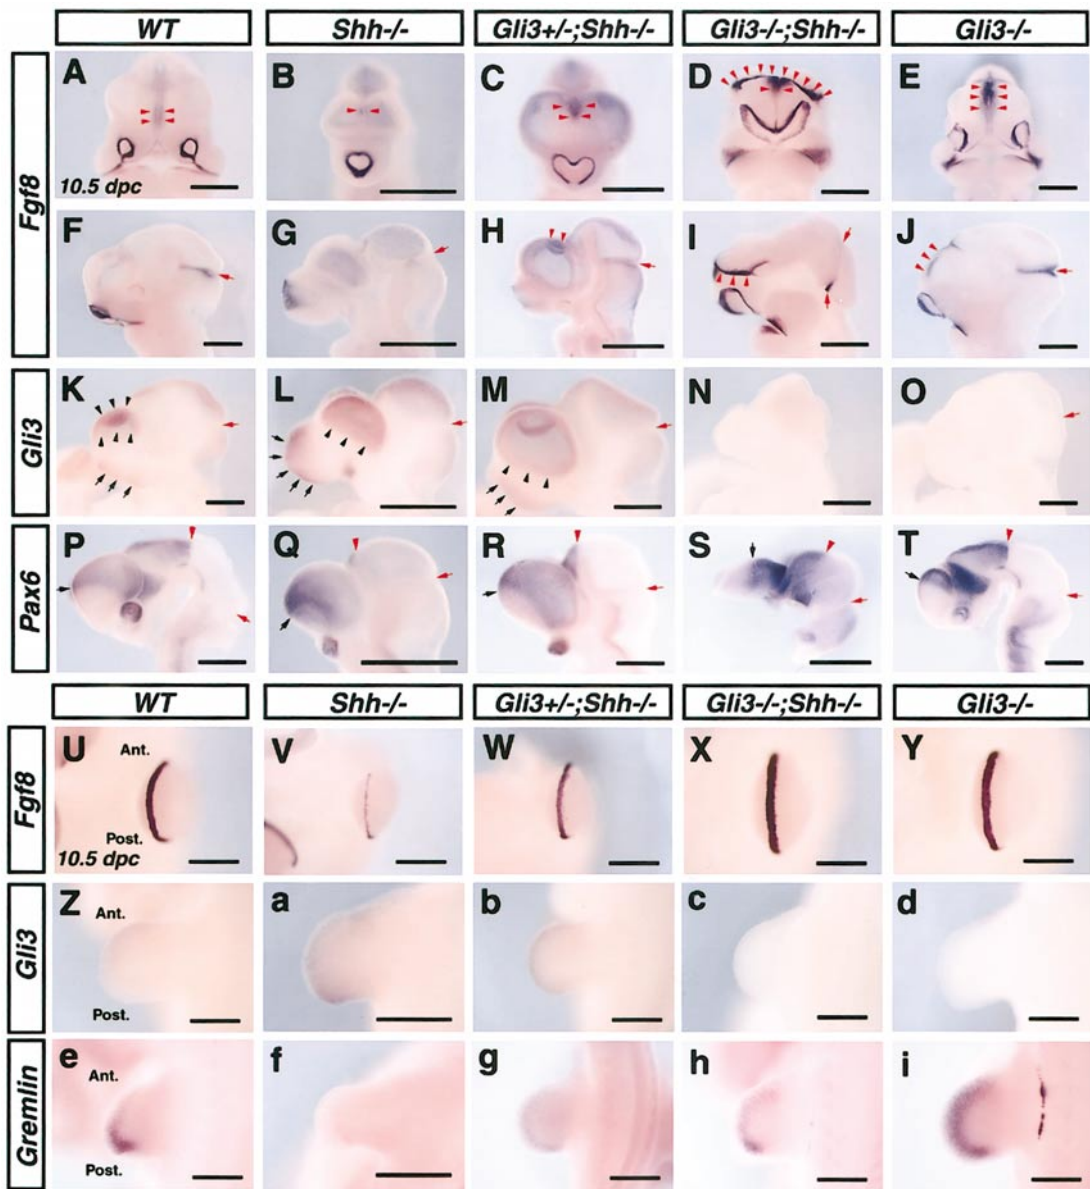 WT Shh-/- Gli3+/-;Shh-/- Gli3-/-;Shh-/- Gli3-/-
Fgf8
A B C D E
10.5 dpc
F G H I J
Gli3
K L M N O
Pax6
P Q R S T
WT Shh-/- Gli3+/-;Shh-/- Gli3-/-;Shh-/- Gli3-/-
Fgf8
U V W X Y
Ant.
Post.
10.5 dpc
Gli3
Z a b c d
Ant.
Post.
Gremlin
e f g h i
Ant.
Post.